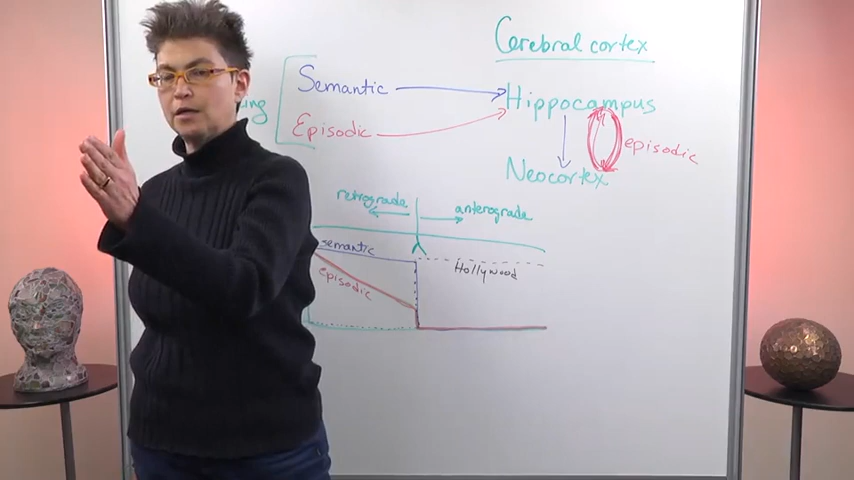 Cerebral cortex
Semantic
Hippocampus
Episodic
episodic
Neocortex
retrograde
anterograde
semantic
Hollywood
episodic